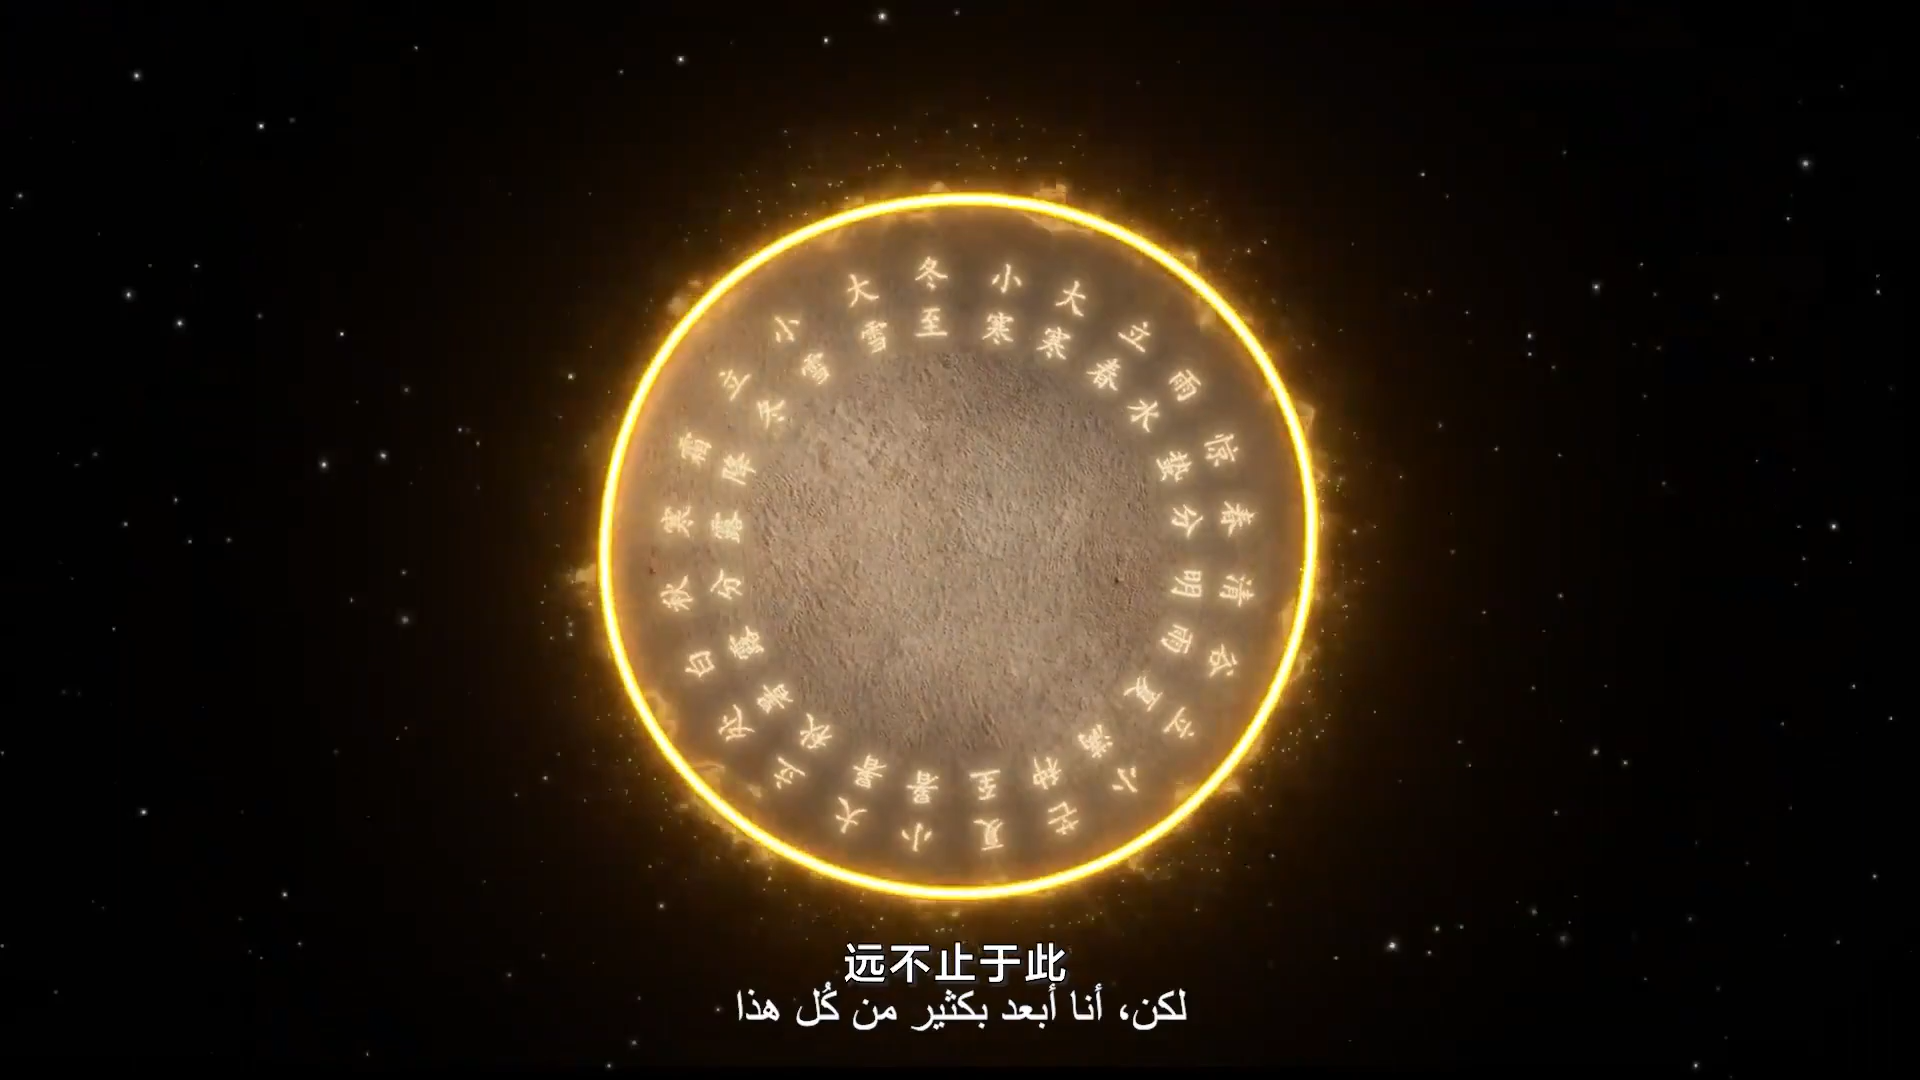 冬至
小寒
大寒
立春
雨水
惊蛰
春分
清明
谷雨
立夏
小满
芒种
夏至
小暑
大暑
立秋
处暑
白露
秋分
寒露
霜降
立冬
小雪
大雪
远不止于此
لكن، أنا أبعد بكثير من كُل هذا